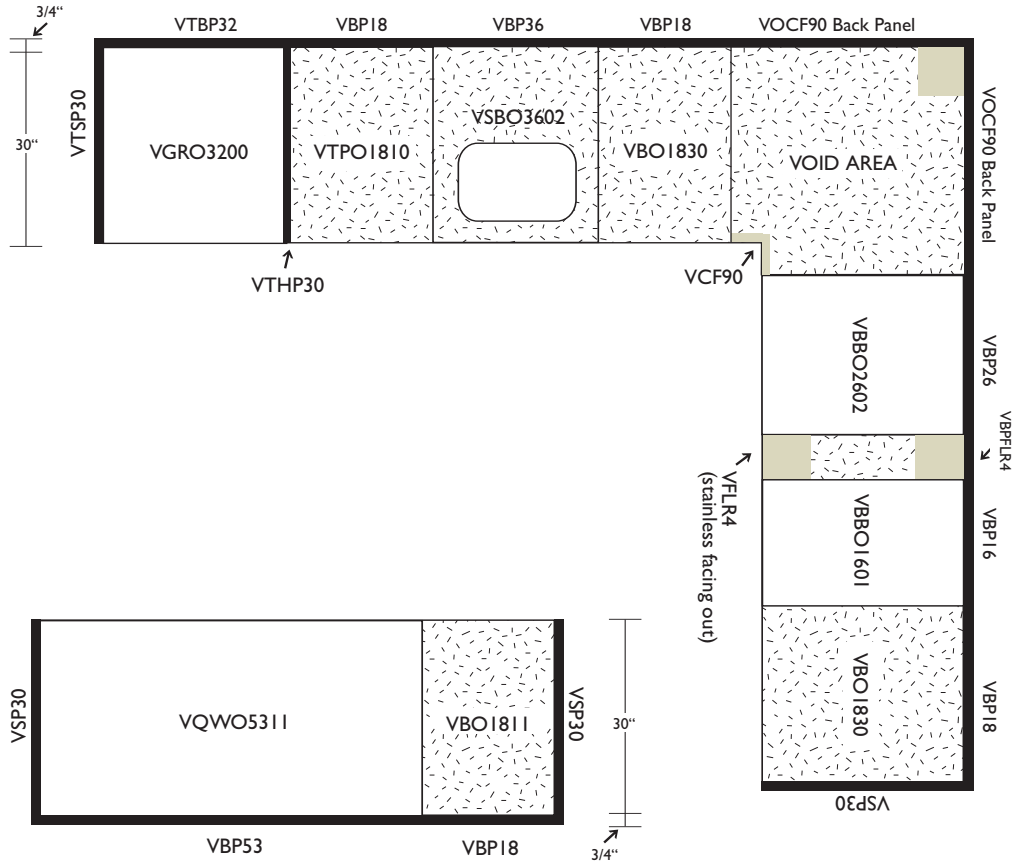 3/4“
VTBP32
VBP18
VBP36
VBP18
VOCF90 Back Panel
VTSP30
30“
VGRO3200
VTPO1810
VSBO3602
VBO1830
VOID AREA
VOCF90 Back Panel
VTHP30
VCF90
VBBO2602
VBP26
VBPFLR4
VFLR4
(stainless facing out)
VBBO1601
VBP16
VBO1830
VBP18
VSP30
VSP30
VQWO5311
VBO1811
VSP30
30“
VBP53
VBP18
3/4“